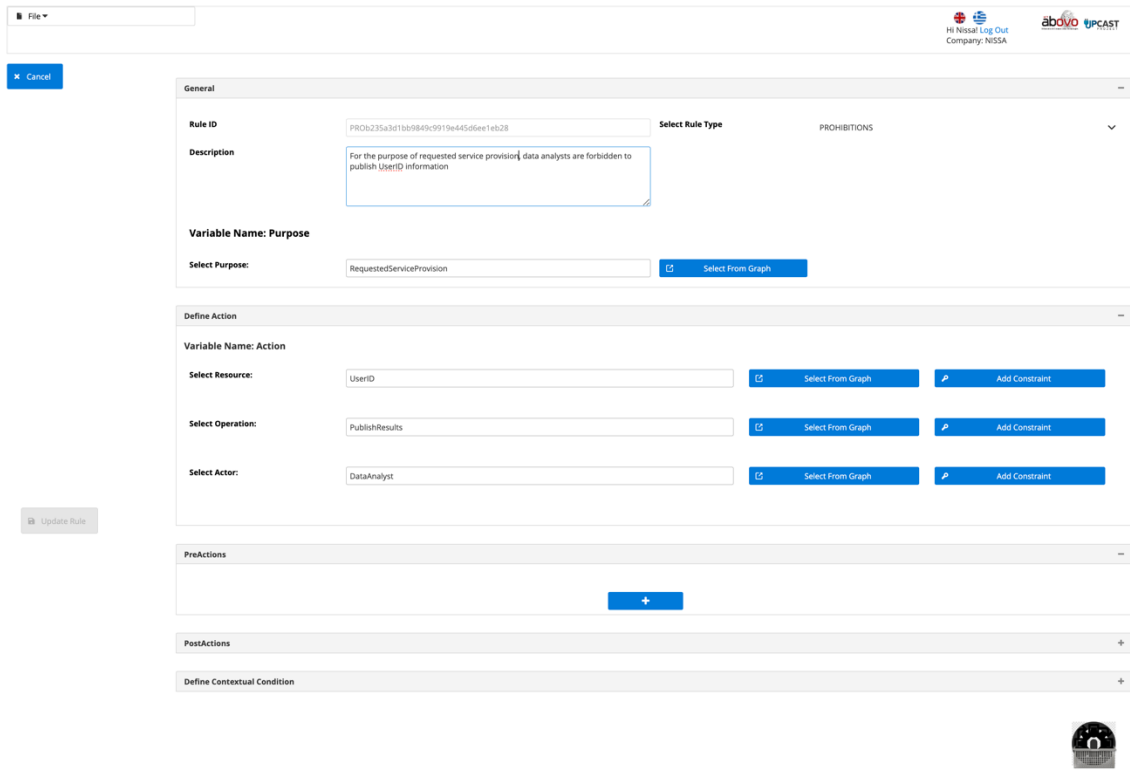 File
Hi Nissa! Log Out
Company: NISSA
abovo
UPCAST
PROJECT
Cancel
General
Rule ID
PROb235a3d1bb9849c9919e445d6ee1eb28
Select Rule Type
PROHIBITIONS
Description
For the purpose of requested service provision, data analysts are forbidden to
publish UserID information
Variable Name: Purpose
Select Purpose:
RequestedServiceProvision
Select From Graph
Define Action
Variable Name: Action
Select Resource:
UserID
Select From Graph
Add Constraint
Select Operation:
PublishResults
Select From Graph
Add Constraint
Select Actor:
DataAnalyst
Select From Graph
Add Constraint
Update Rule
PreActions
PostActions
Define Contextual Condition